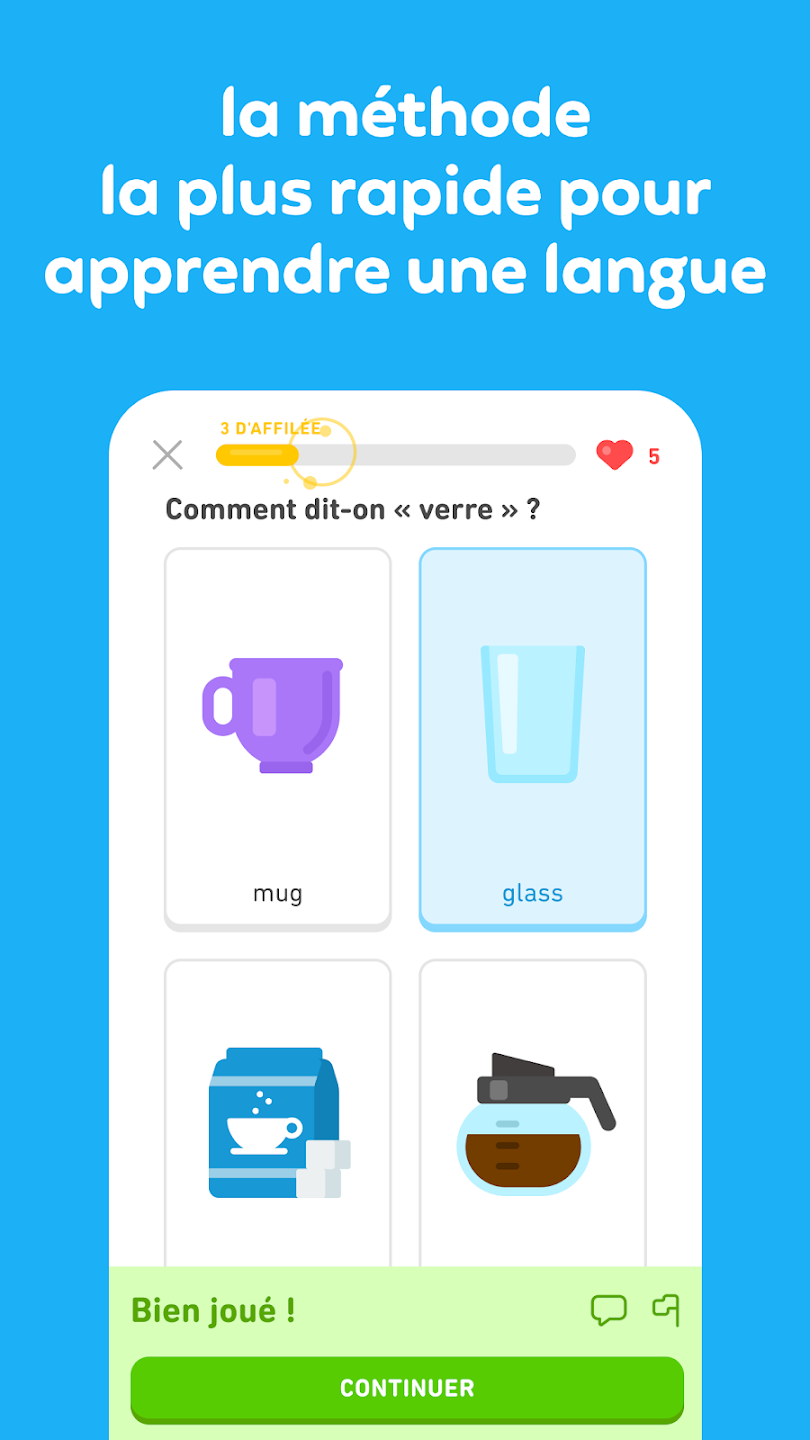 la méthode
la plus rapide pour
apprendre une langue
3 D'AFFILÉE
5
Comment dit-on « verre » ?
mug
glass
Bien joué !
CONTINUER